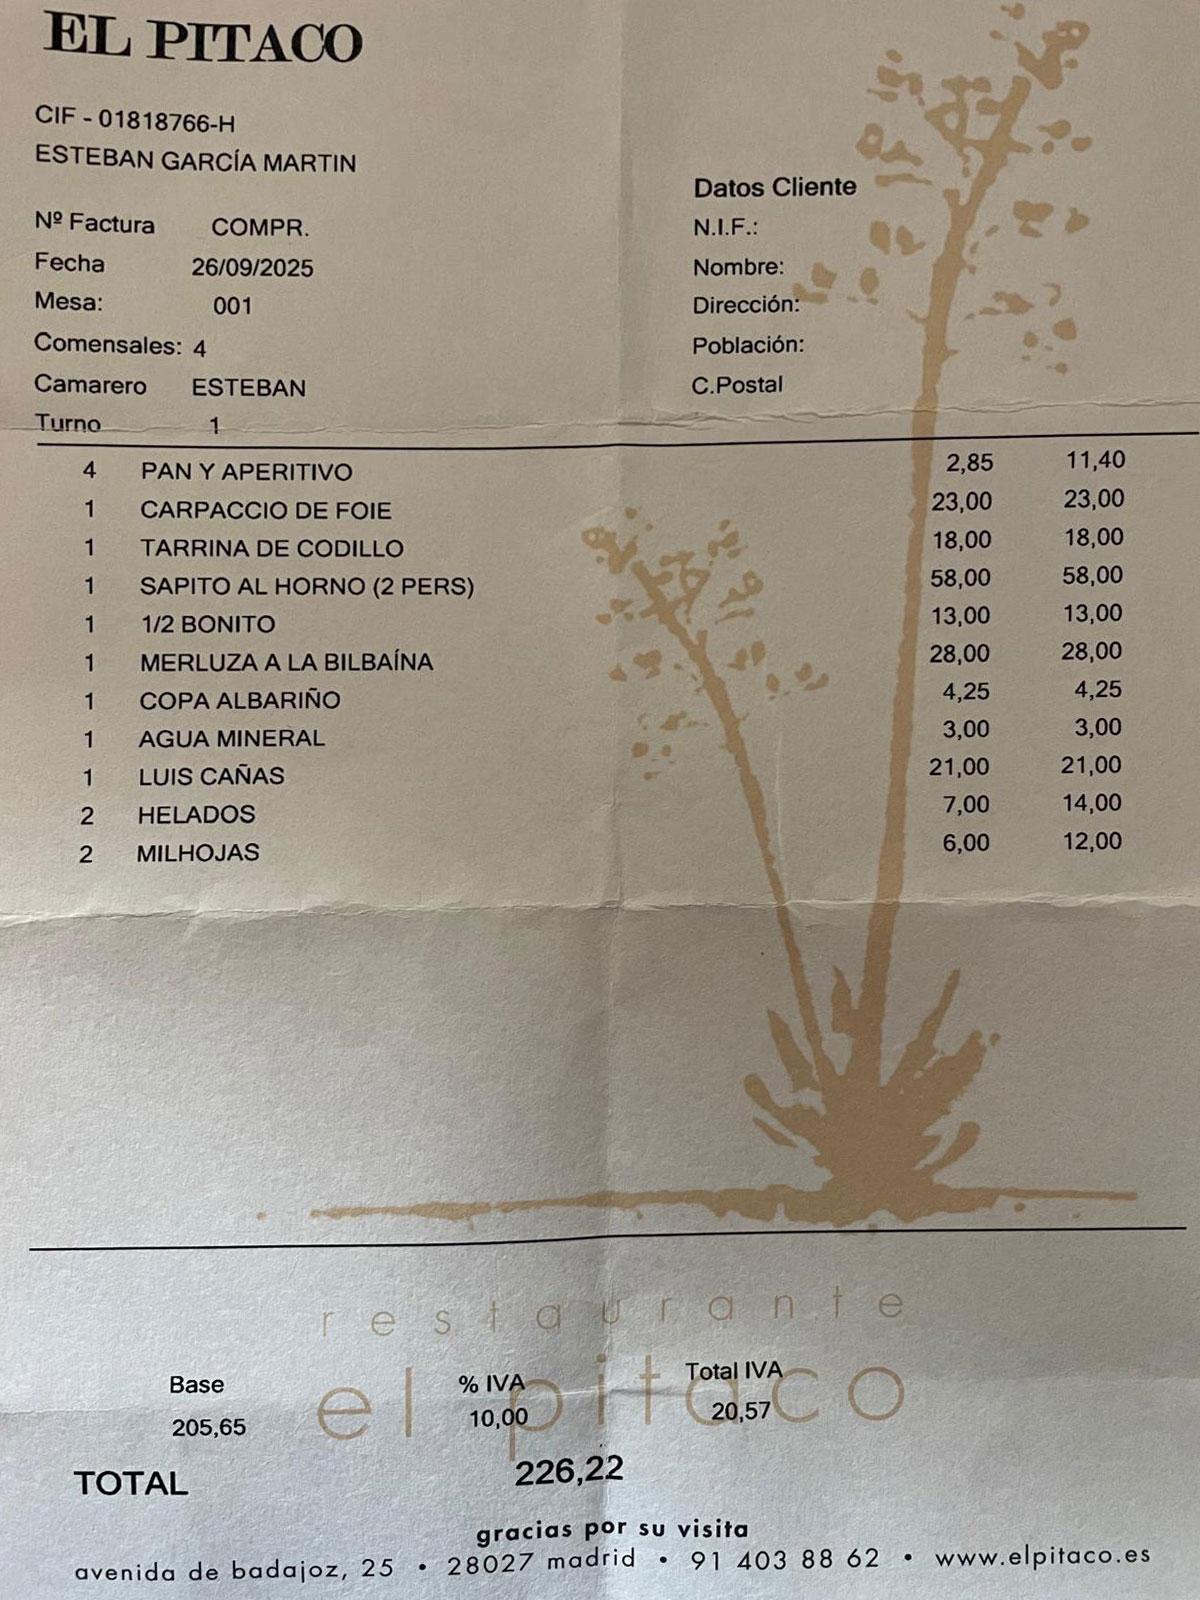 EL PITACO
CIF - 01818766-H
ESTEBAN GARCÍA MARTIN
Nº Factura COMPR.
Fecha 26/09/2025
Mesa: 001
Comensales: 4
Camarero ESTEBAN
Turno 1
Datos Cliente
N.I.F.:
Nombre:
Dirección:
Población:
C.Postal
4 PAN Y APERITIVO 2,85 11,40
1 CARPACCIO DE FOIE 23,00 23,00
1 TARRINA DE CODILLO 18,00 18,00
1 SAPITO AL HORNO (2 PERS) 58,00 58,00
1 1/2 BONITO 13,00 13,00
1 MERLUZA A LA BILBAÍNA 28,00 28,00
1 COPA ALBARIÑO 4,25 4,25
1 AGUA MINERAL 3,00 3,00
1 LUIS CAÑAS 21,00 21,00
2 HELADOS 7,00 14,00
2 MILHOJAS 6,00 12,00
restaurante
el pitaco
Base % IVA Total IVA
205,65 10,00 20,57
TOTAL 226,22
gracias por su visita
avenida de badajoz, 25 • 28027 madrid • 91 403 88 62 • www.elpitaco.es